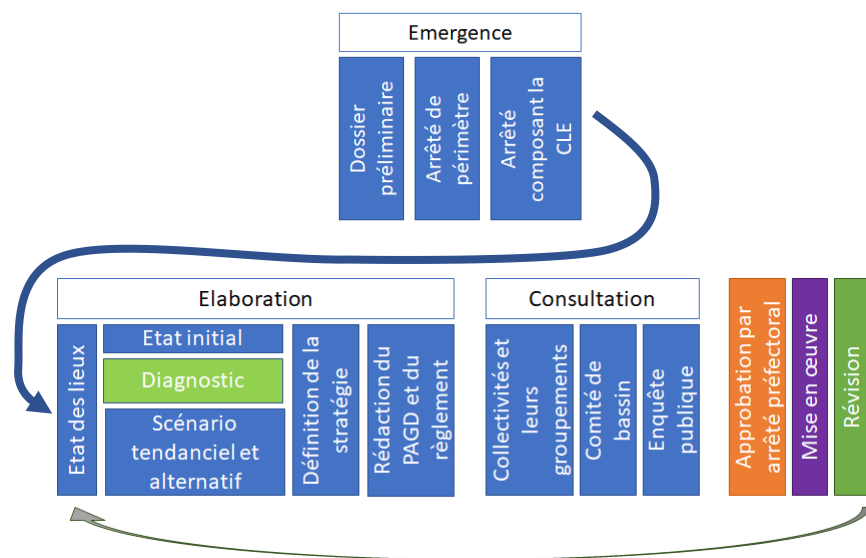 Emergence
Dossier
préliminaire
Arrêté de
périmètre
Arrêté
composant la
CLE
Elaboration
Etat des lieux
Etat initial
Diagnostic
Scénario
tendanciel et
alternatif
Définition de la
stratégie
Rédaction du
PAGD et du
règlement
Consultation
Collectivités et
leurs
groupements
Comité de
bassin
Enquête
publique
Approbation par
arrêté préfectoral
Mise en œuvre
Révision